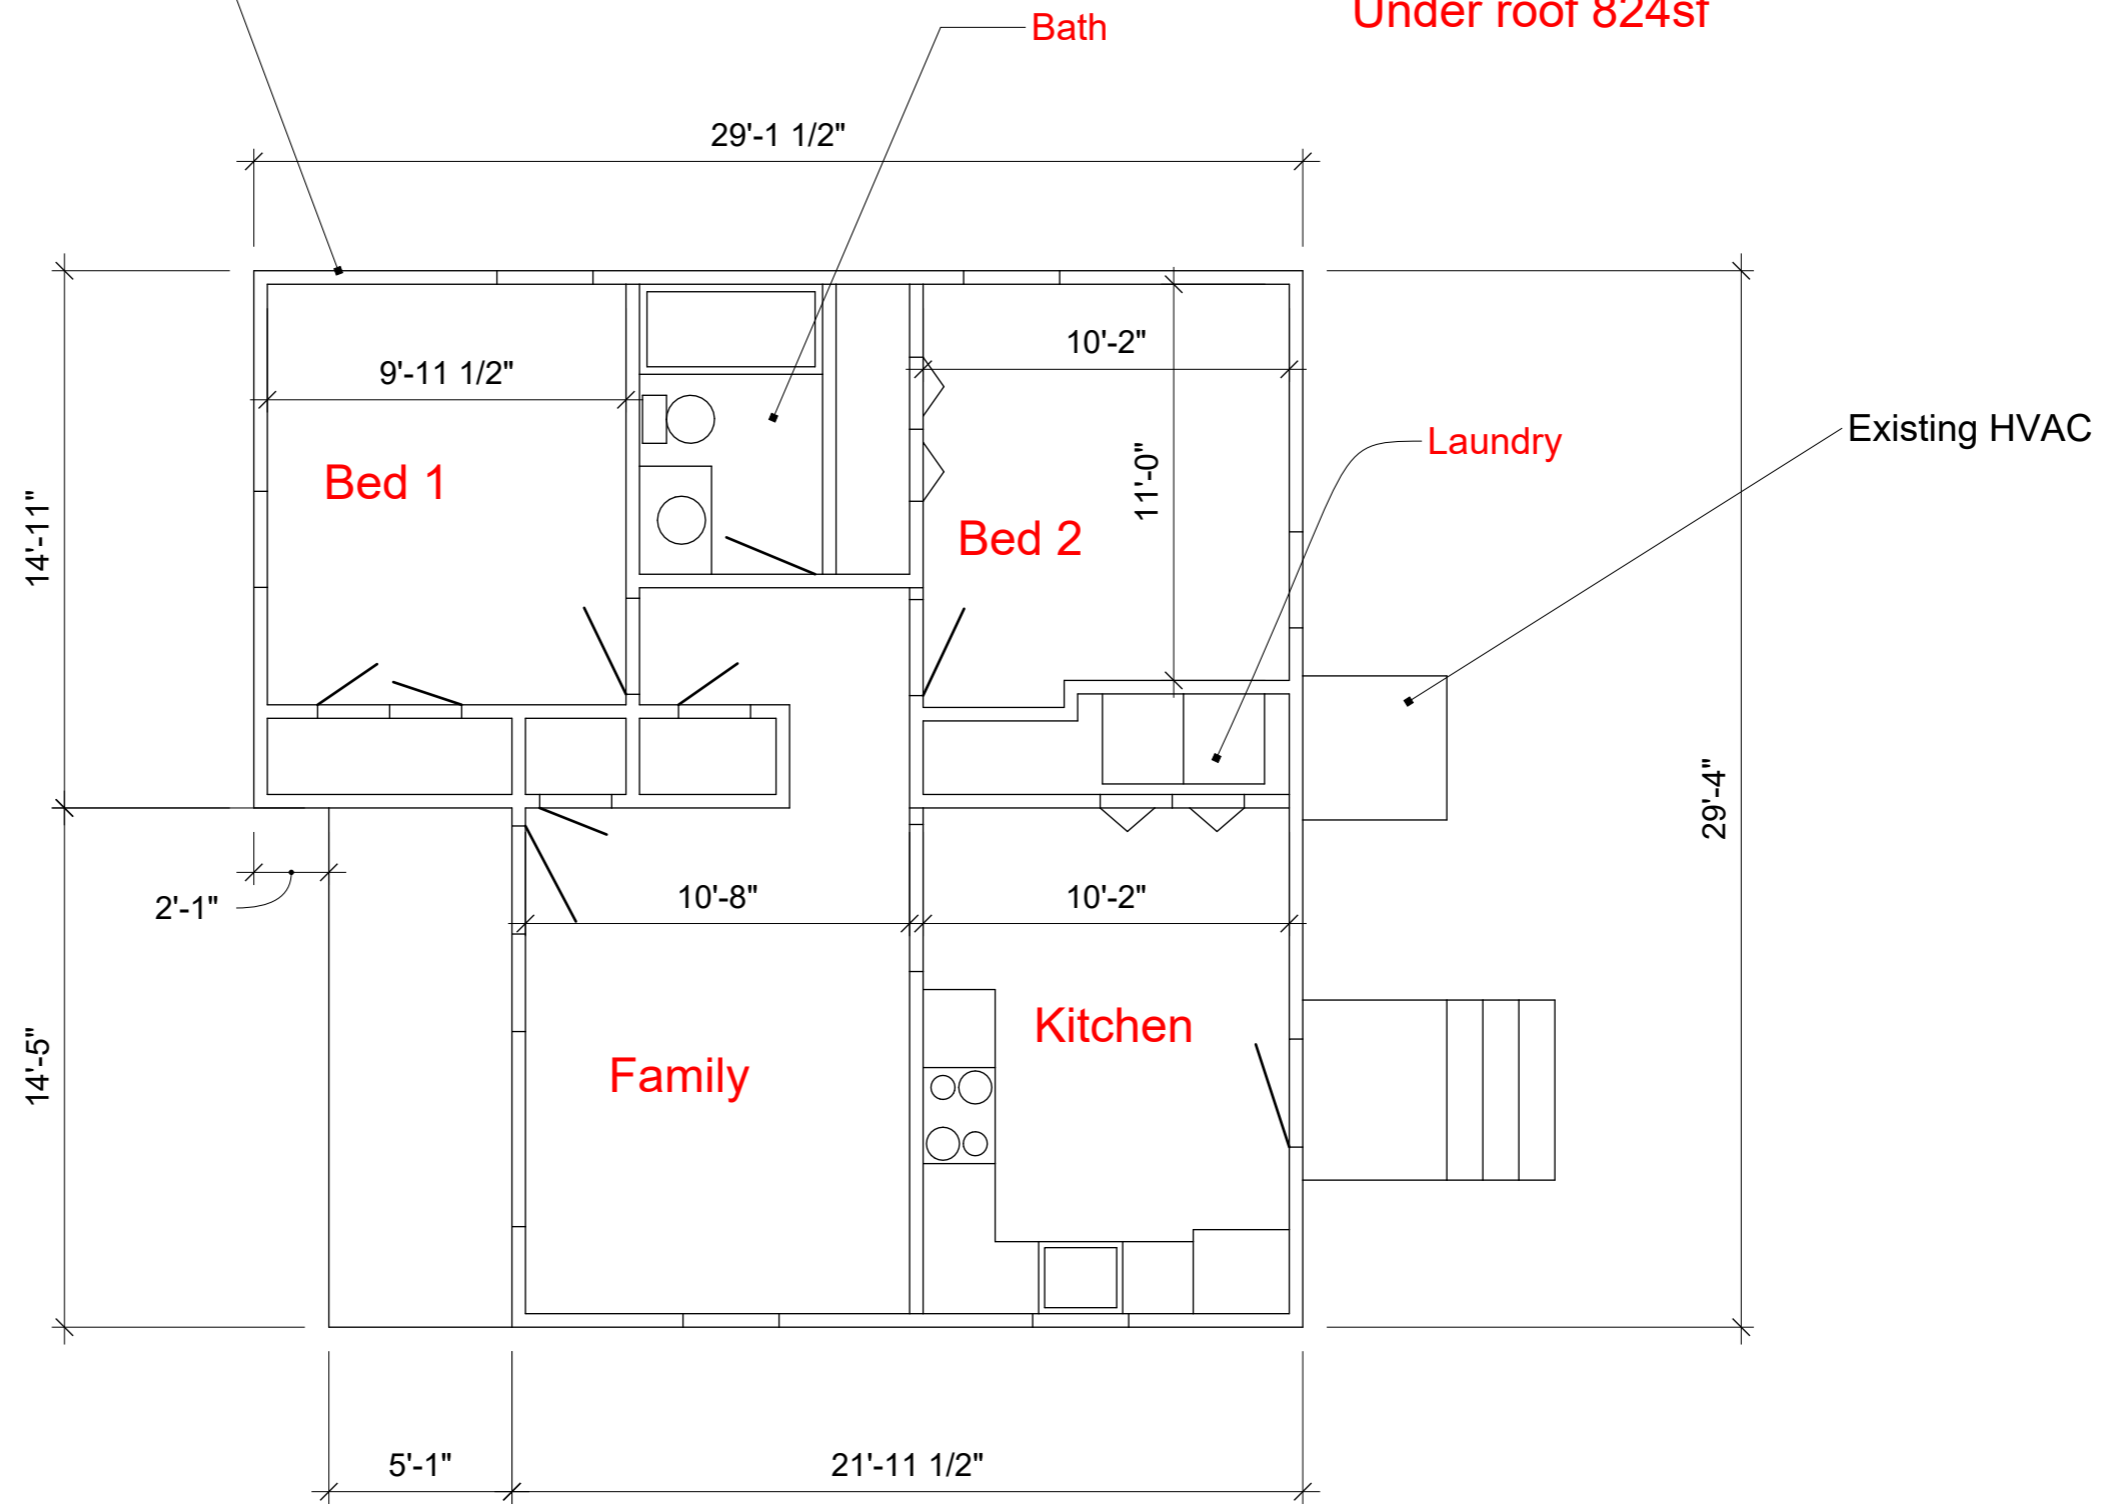 Under roof 824sf
Bath
29'-1 1/2"
10'-2"
9'-11 1/2"
Existing HVAC
Laundry
11'-0"
Bed 1
Bed 2
14'-11"
29'-4"
2'-1"
10'-8"
10'-2"
Kitchen
14'-5"
Family
5'-1"
21'-11 1/2"